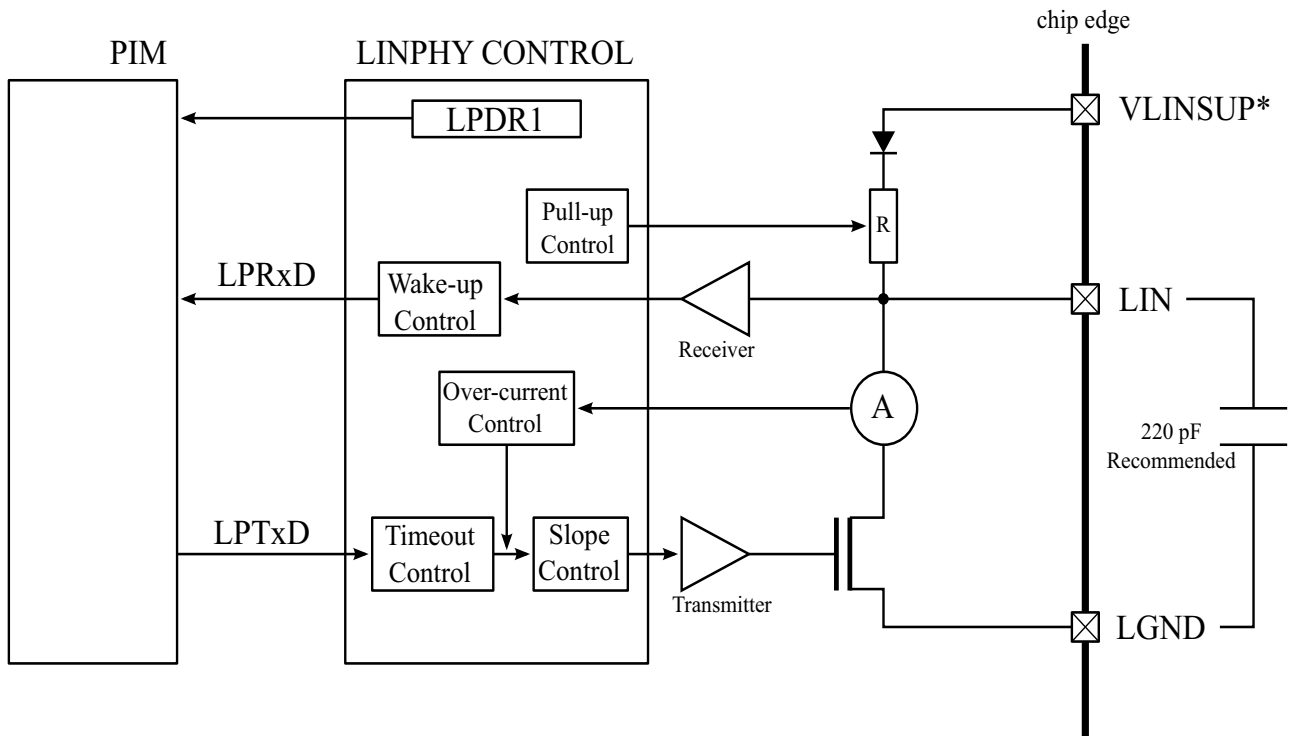 chip edge
PIM
LINPHY CONTROL
LPDR1
VLINSUP*
Pull-up
Control
R
LPRxD
Wake-up
Control
Receiver
LIN
Over-current
Control
A
220 pF
Recommended
LPTxD
Timeout
Control
Slope
Control
Transmitter
LGND